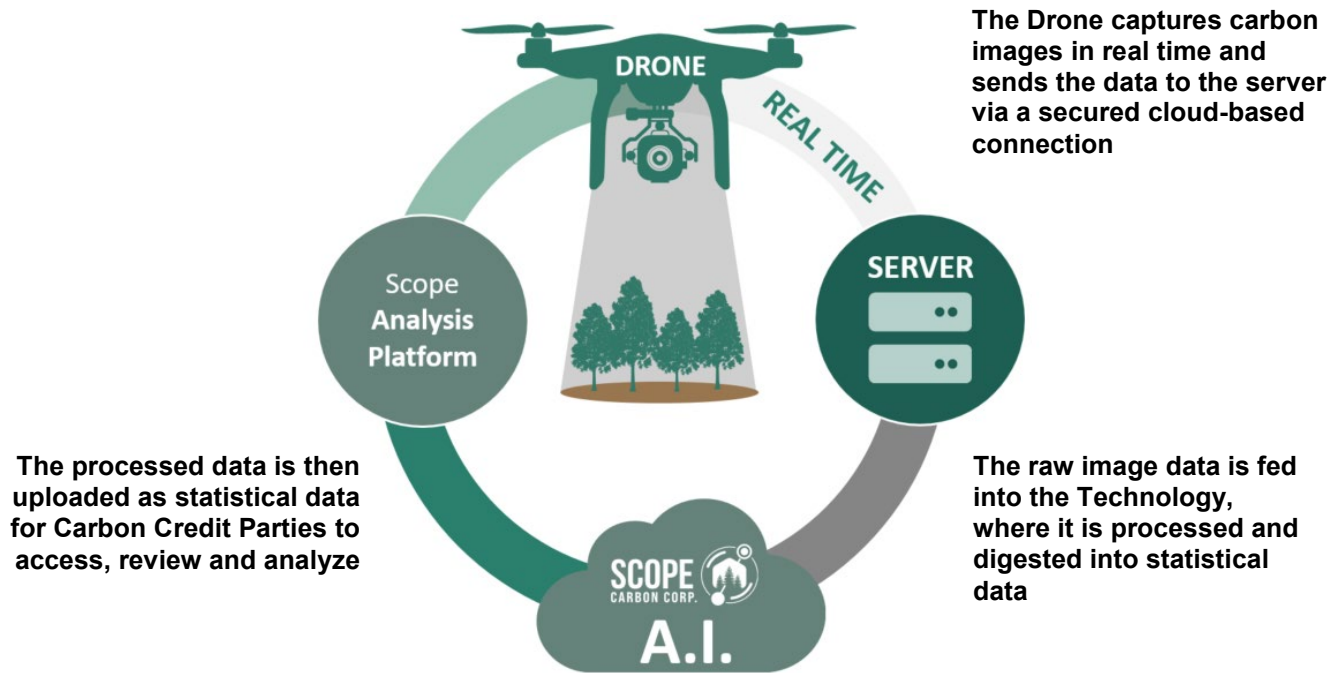 The Drone captures carbon
images in real time and
sends the data to the server
via a secured cloud-based
connection
DRONE
REAL TIME
SERVER
Scope
Analysis
Platform
The processed data is then
uploaded as statistical data
for Carbon Credit Parties to
access, review and analyze
The raw image data is fed
into the Technology,
where it is processed and
digested into statistical
data
SCOPE
CARBON CORP.
A.I.